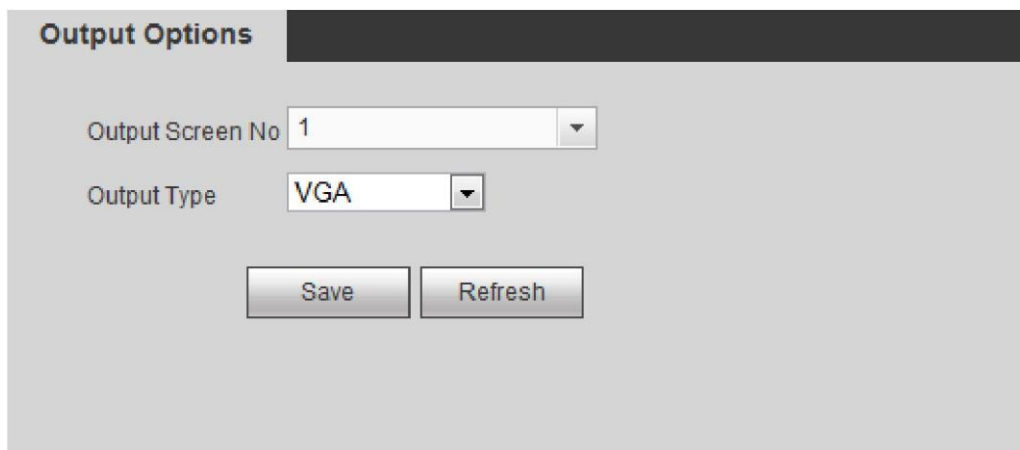 Output Options
Output Screen No 1
Output Type VGA
Save Refresh